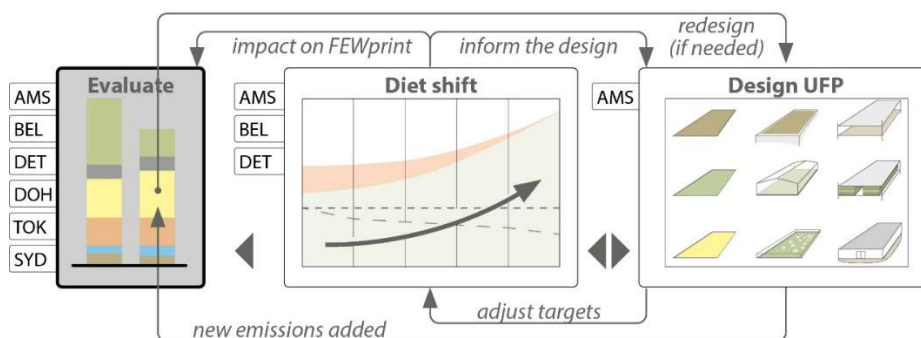 redesign
(if needed)
impact on FEWprint
inform the design
Evaluate
AMS
BEL
DET
DOH
TOK
SYD
Diet shift
AMS
BEL
DET
Design UFP
AMS
adjust targets
new emissions added